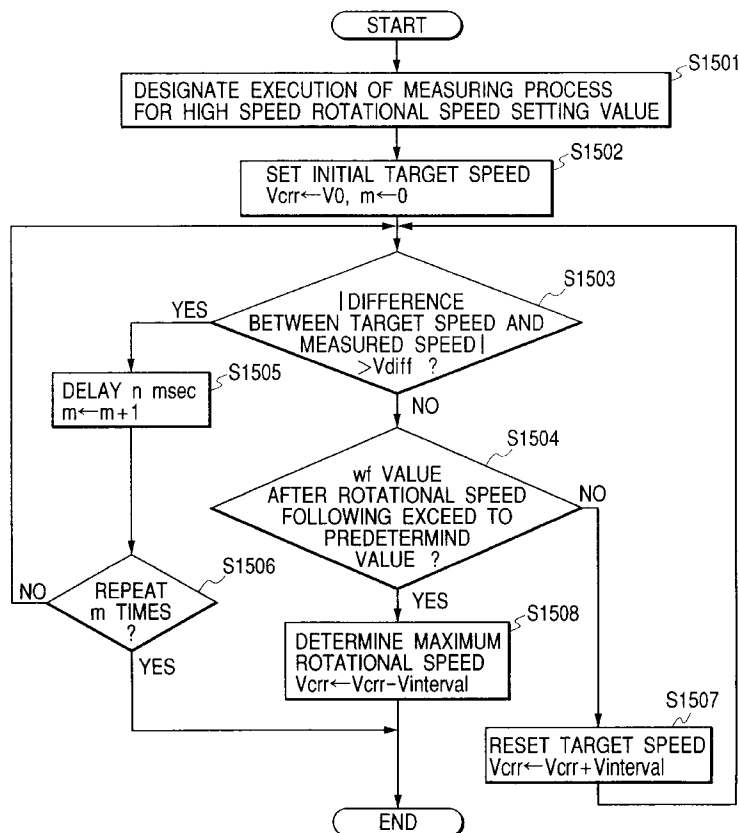 START
S1501
DESIGNATE EXECUTION OF MEASURING PROCESS
FOR HIGH SPEED ROTATIONAL SPEED SETTING VALUE
S1502
SET INITIAL TARGET SPEED
Vcrr←V0, m←0
S1503
|DIFFERENCE
BETWEEN TARGET SPEED AND
MEASURED SPEED|
>Vdiff ?
YES
NO
S1505
DELAY n msec
m←m+1
S1504
wf VALUE
AFTER ROTATIONAL SPEED
FOLLOWING EXCEED TO
PREDETERMIND
VALUE ?
NO
YES
S1506
REPEAT
m TIMES
?
NO
YES
S1508
DETERMINE MAXIMUM
ROTATIONAL SPEED
Vcrr←Vcrr-Vinterval
S1507
RESET TARGET SPEED
Vcrr←Vcrr+Vinterval
END